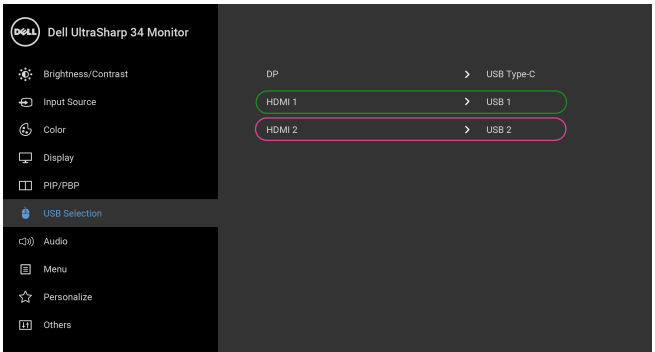 DELL Dell UltraSharp 34 Monitor
Brightness/Contrast
DP > USB Type-C
Input Source
HDMI 1 > USB 1
Color
HDMI 2 > USB 2
Display
PIP/PBP
USB Selection
Audio
Menu
Personalize
Others